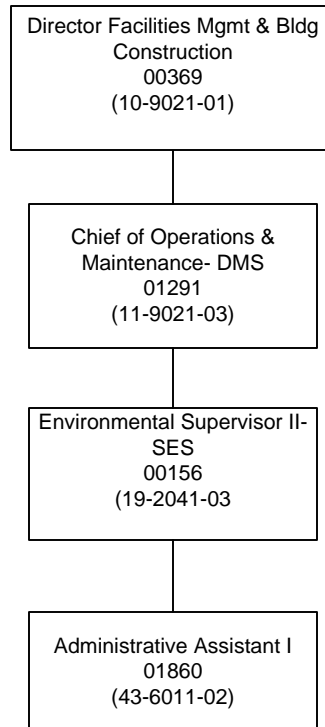 Director Facilities Mgmt & Bldg
Construction
00369
(10-9021-01)
Chief of Operations &
Maintenance- DMS
01291
(11-9021-03)
Environmental Supervisor II-
SES
00156
(19-2041-03
Administrative Assistant I
01860
(43-6011-02)